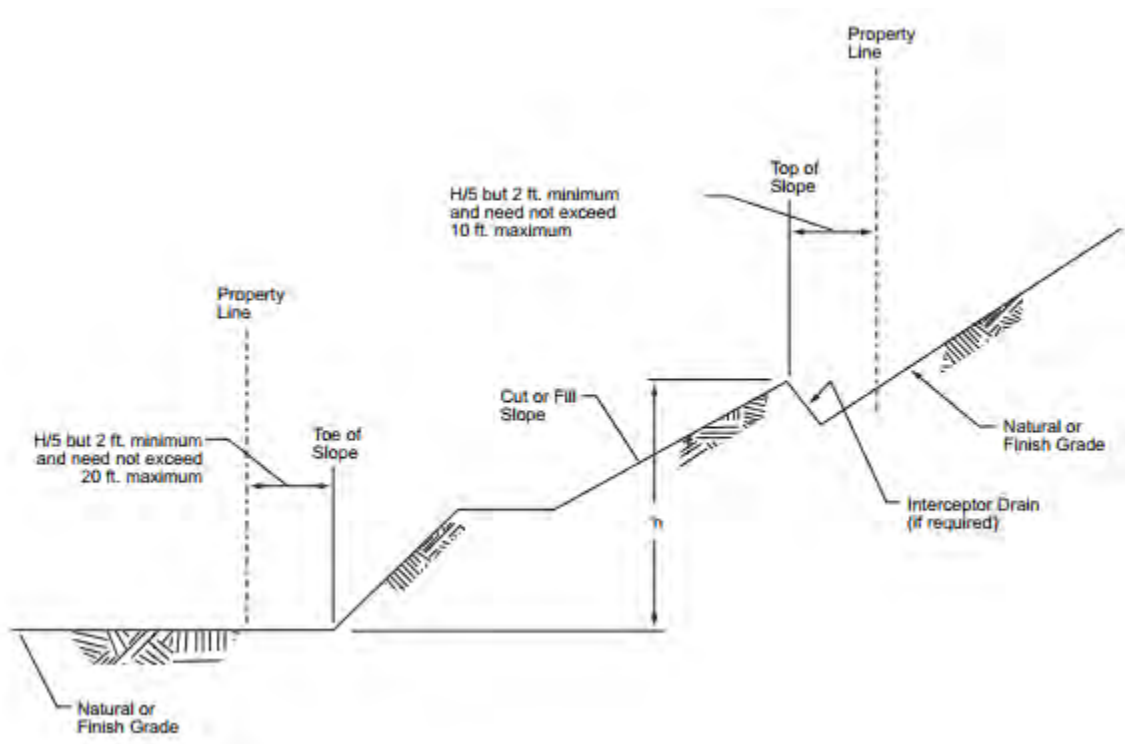 Property
Line
Top of
Slope
H/5 but 2 ft. minimum
and need not exceed
10 ft. maximum
Property
Line
Cut or Fill
Slope
Toe of
Slope
H/5 but 2 ft. minimum
and need not exceed
20 ft. maximum
Natural or
Finish Grade
Interceptor Drain
(if required)
h
Natural or
Finish Grade